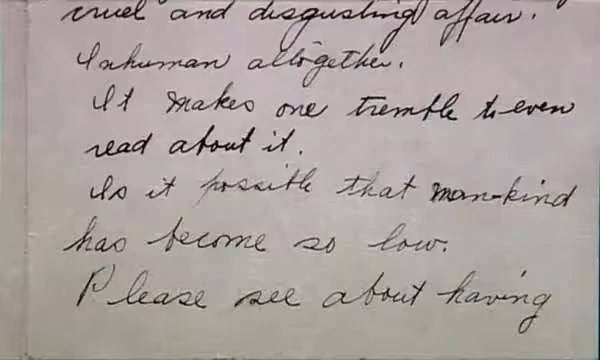 cruel and disgusting affair.
Inhuman altogether.
It makes one tremble to even
read about it.
Is it possible that man-kind
has become so low.
Please see about having